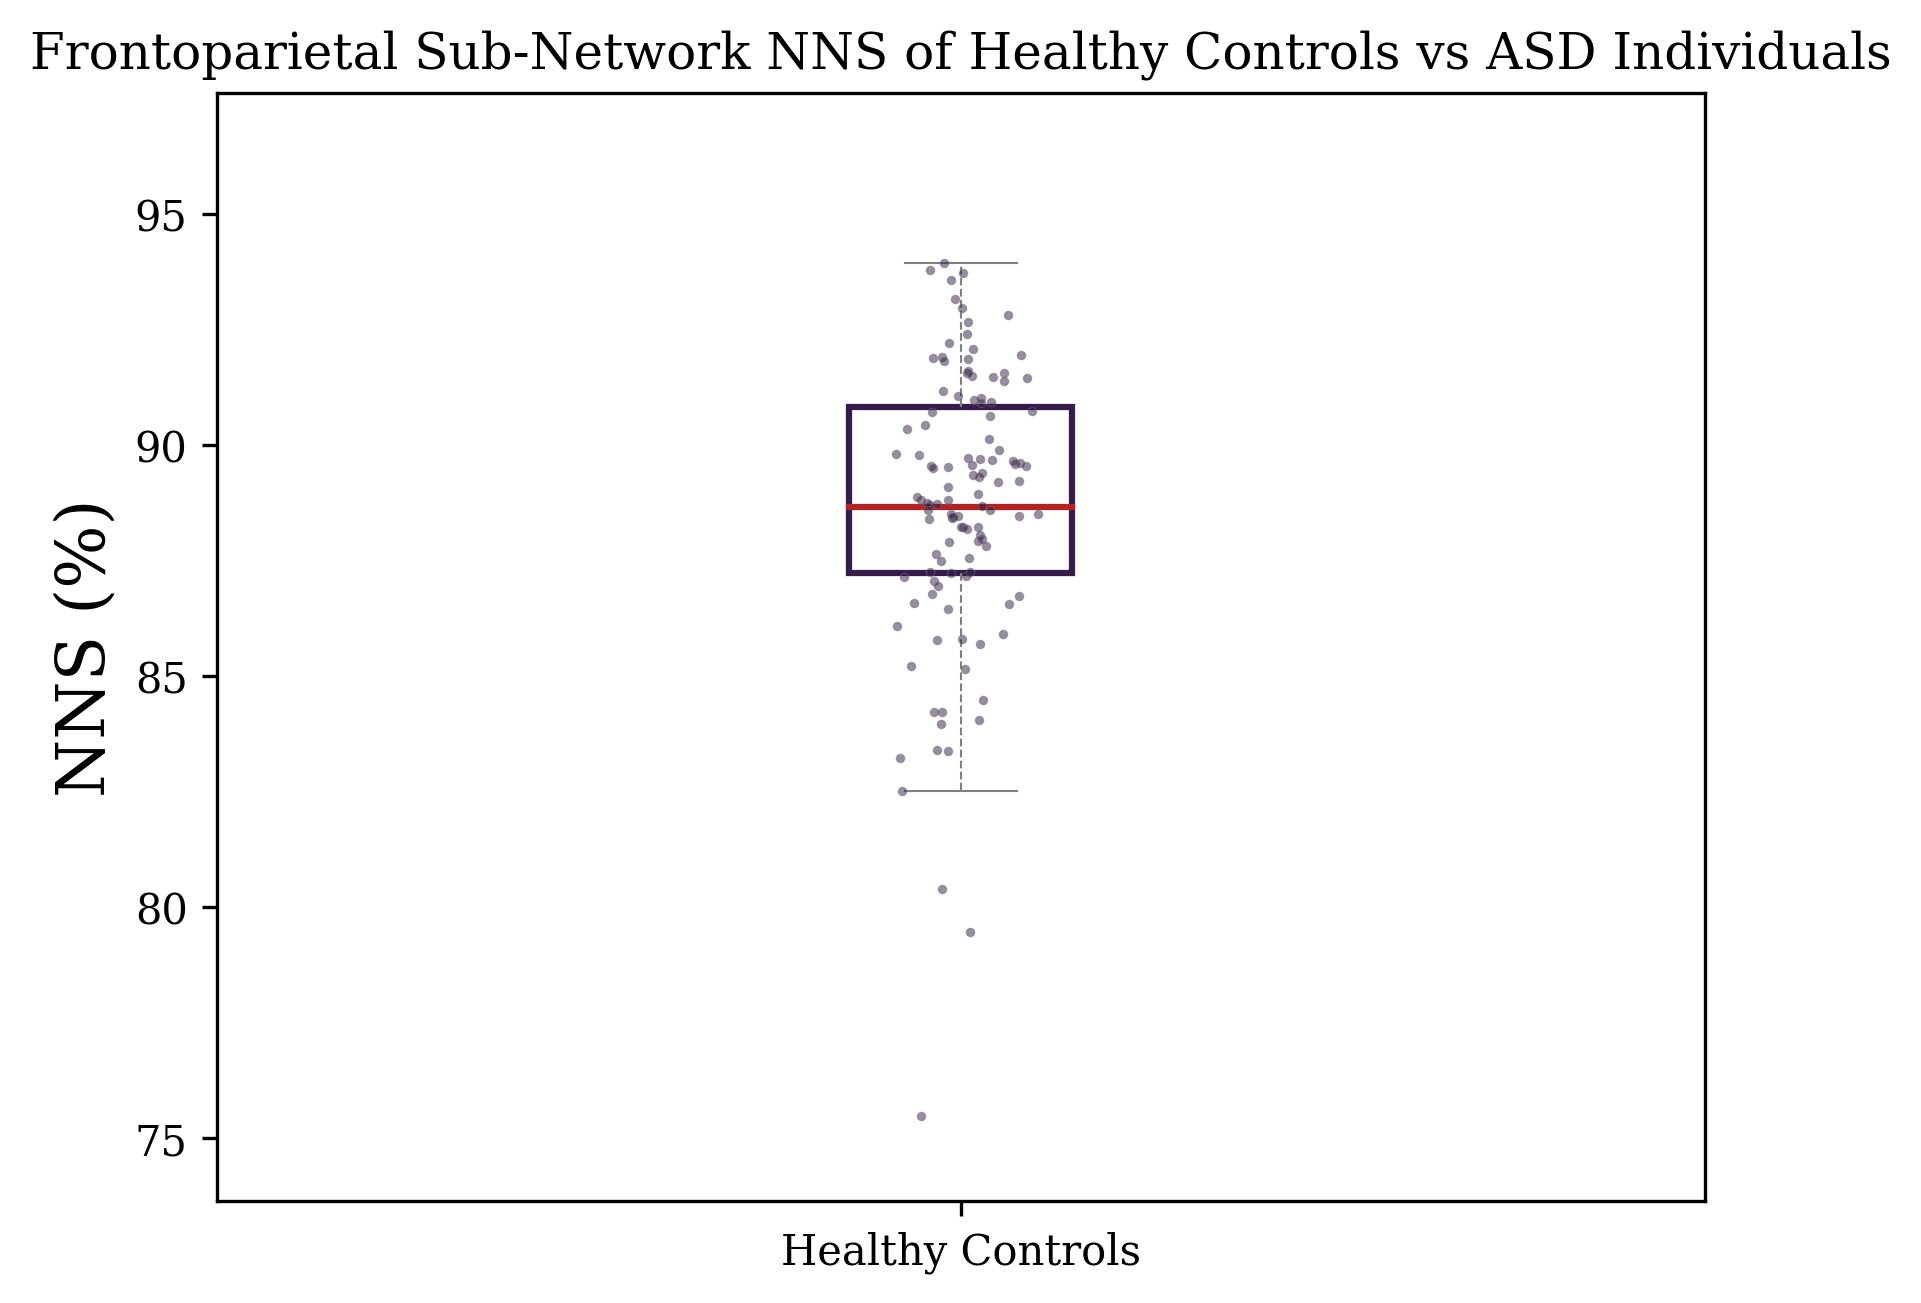 Frontoparietal Sub-Network NNS of Healthy Controls vs ASD Individuals
NNS (%)
95
90
85
80
75
Healthy Controls